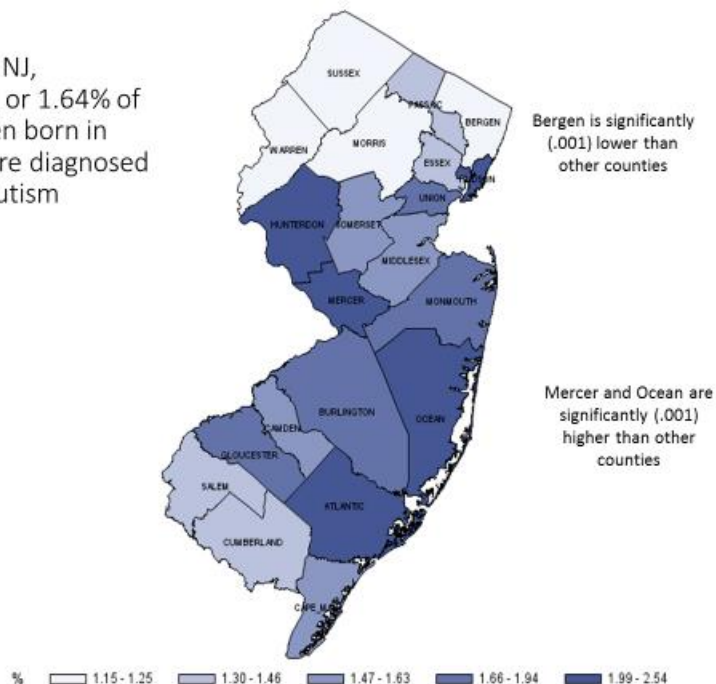 NJ,
or 1.64% of
en born in
re diagnosed
utism
SUSSEX
PASSAIC
BERGEN
WARREN
MORRIS
ESSEX
HUDSON
UNION
HUNTERDON
SOMERSET
MIDDLESEX
MERCER
MONMOUTH
BURLINGTON
OCEAN
CAMDEN
GLOUCESTER
SALEM
ATLANTIC
CUMBERLAND
Bergen is significantly
(.001) lower than
other counties
Mercer and Ocean are
significantly (.001)
higher than other
counties
% 1.15 - 1.25 1.30 - 1.46 1.47 - 1.63 1.66 - 1.94 1.99 - 2.54